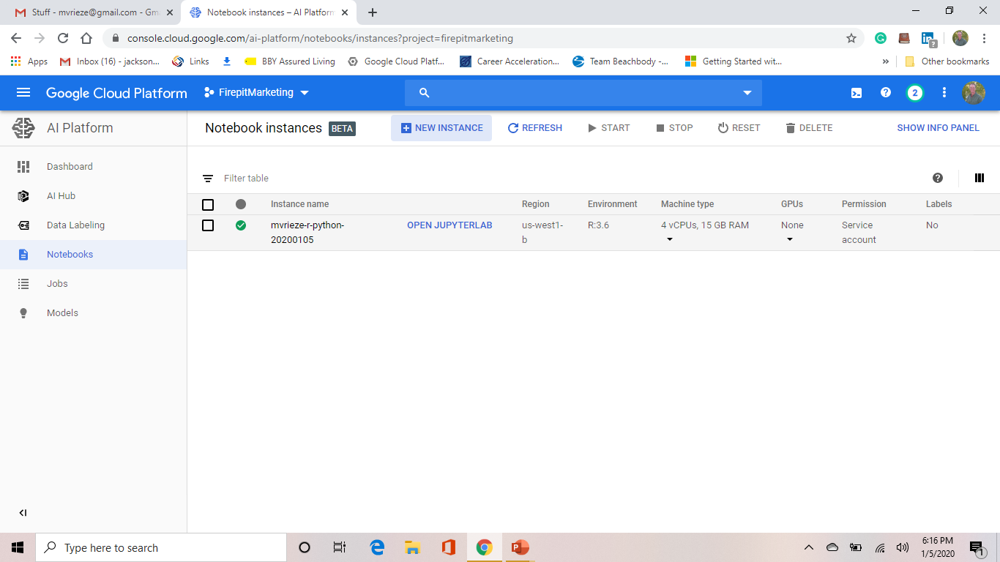 Stuff - mvrieze@gmail.com - Gm
Notebook instances – AI Platform
console.cloud.google.com/ai-platform/notebooks/instances?project=firepitmarketing
Apps
Inbox (16) - jackson...
Links
BBY Assured Living
Google Cloud Platf...
Career Acceleration...
Team Beachbody -...
Getting Started wit...
»
Other bookmarks
Google Cloud Platform
FirepitMarketing
2
AI Platform
Notebook instances BETA
NEW INSTANCE
REFRESH
START
STOP
RESET
DELETE
SHOW INFO PANEL
Dashboard
AI Hub
Data Labeling
Notebooks
Jobs
Models
Filter table
Instance name
Region
Environment
Machine type
GPUs
Permission
Labels
mvrieze-r-python-
20200105
OPEN JUPYTERLAB
us-west1-
b
R:3.6
4 vCPUs, 15 GB RAM
None
Service
account
No
Type here to search
6:16 PM
1/5/2020
1